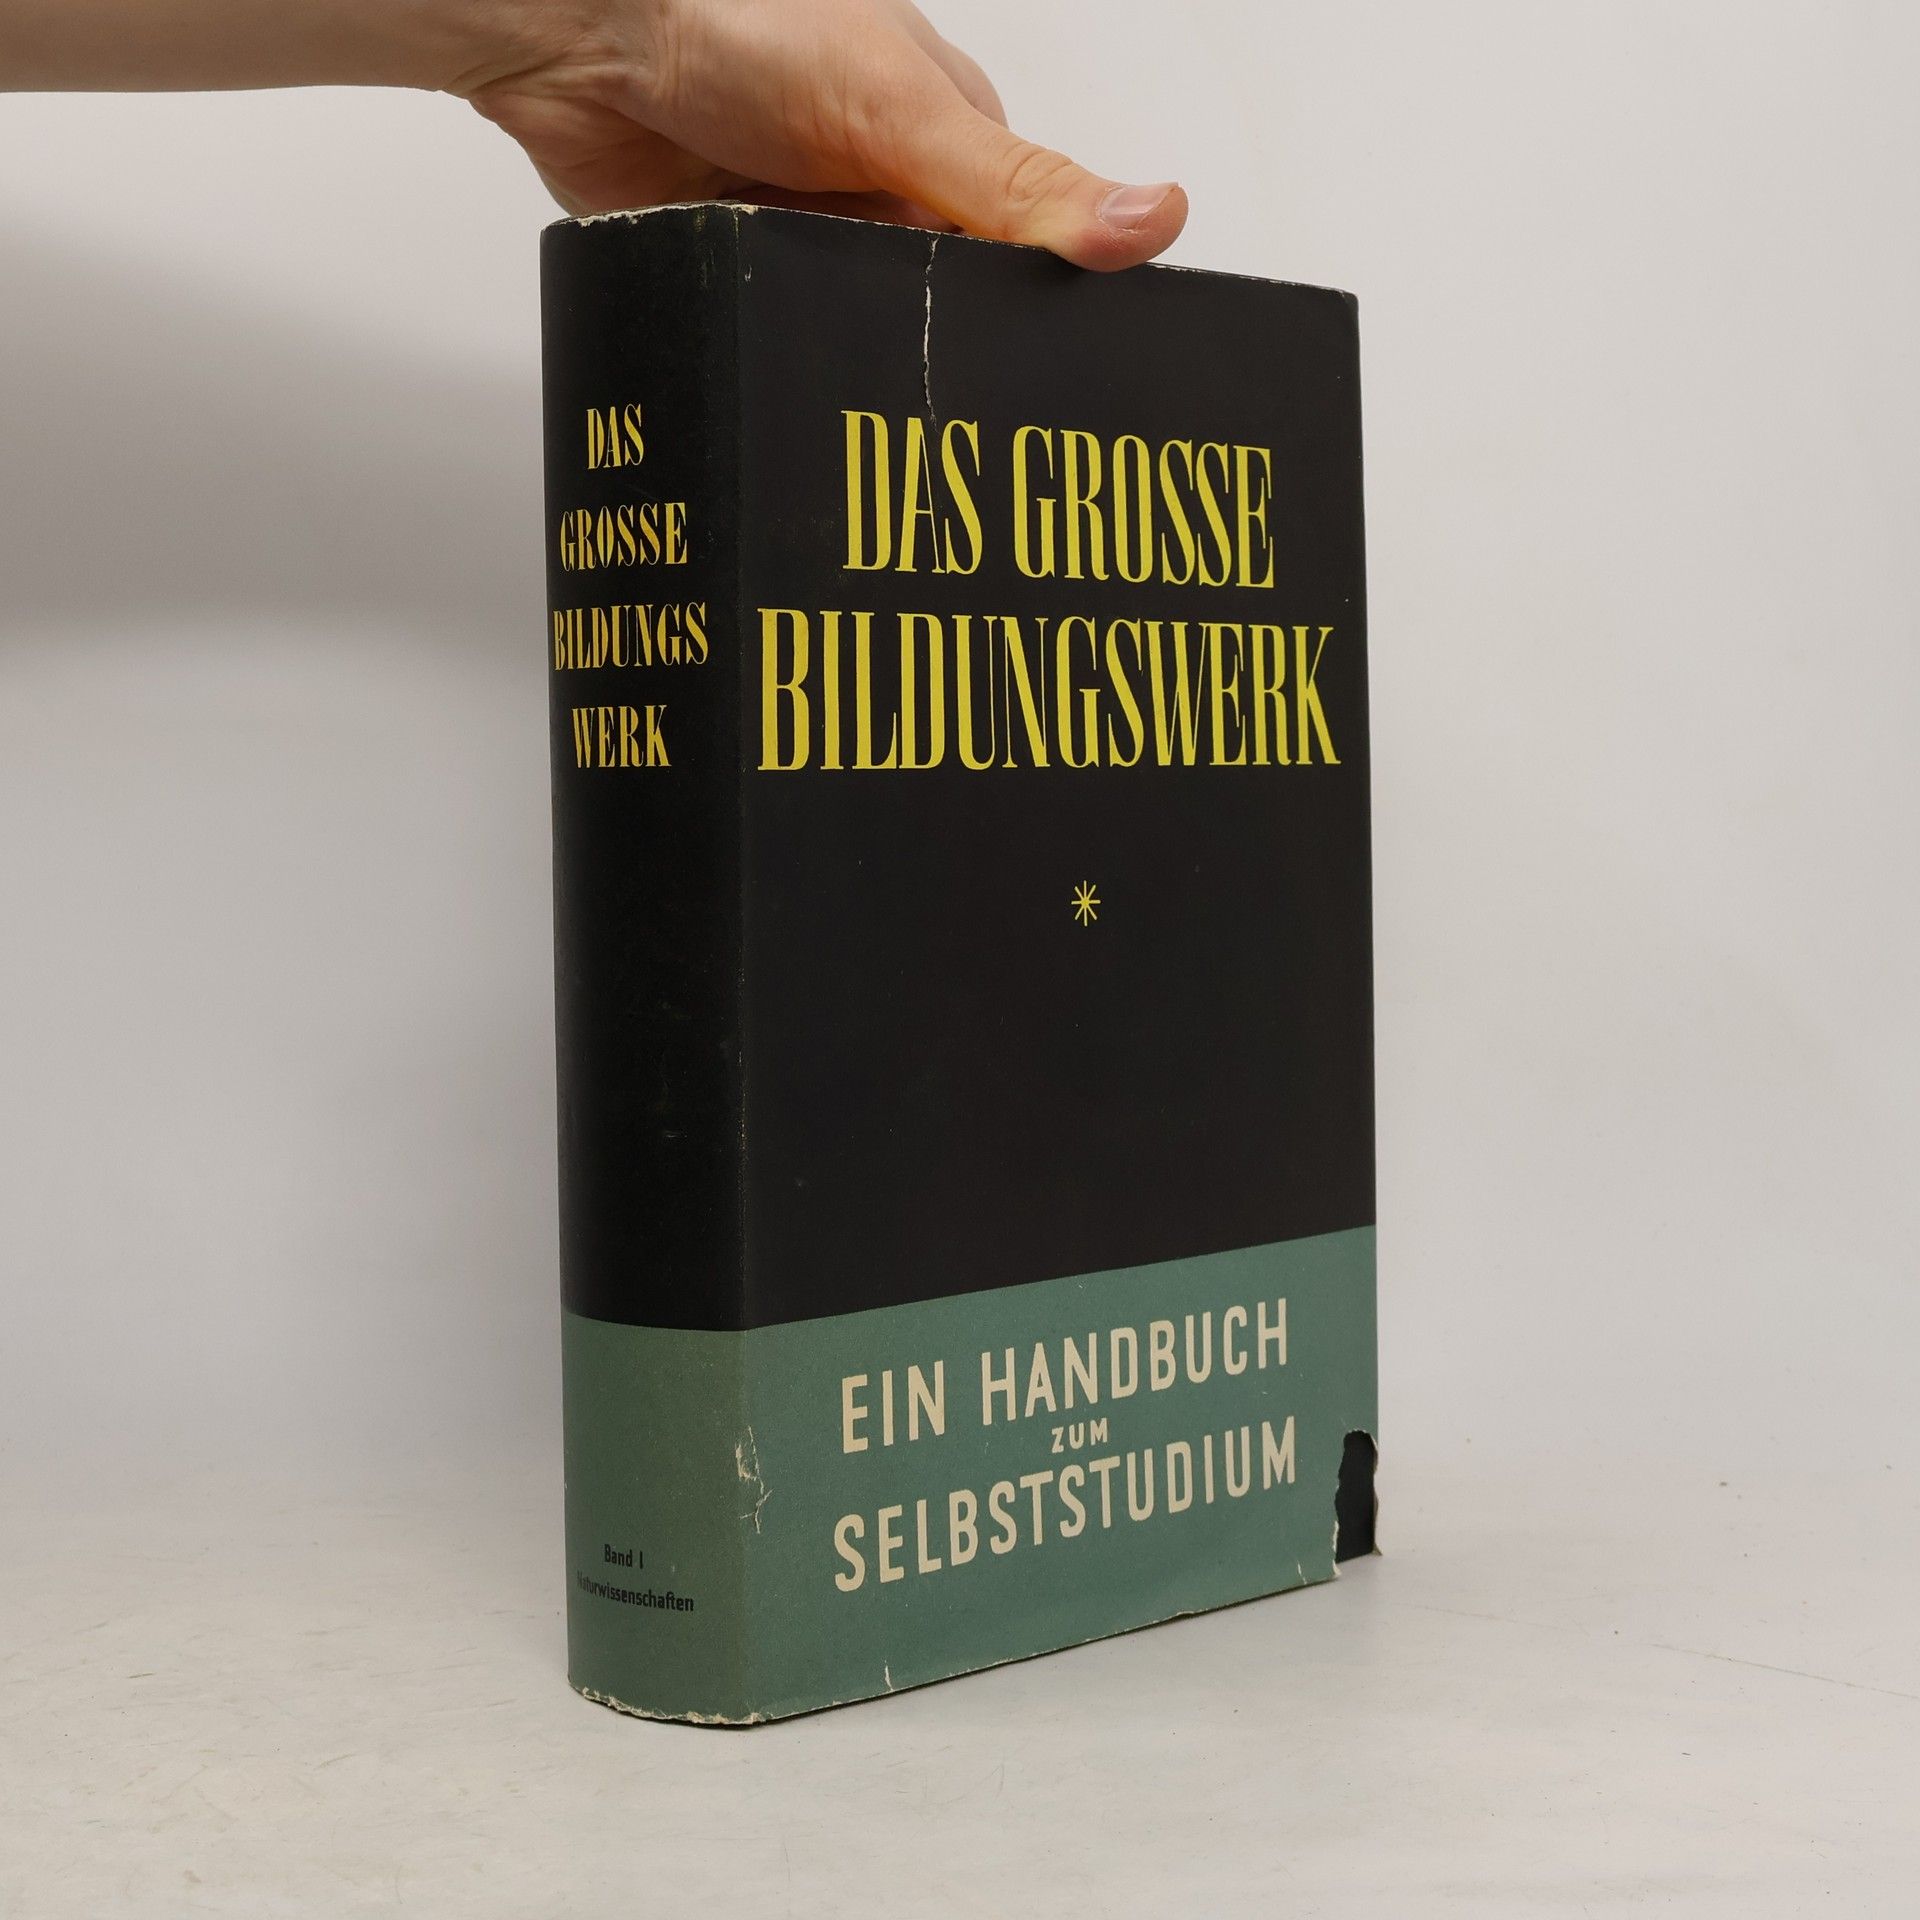 DAS
GROSSE
BILDUNGS
WERK
Band I
Naturwissenschaften
DAS GROSSE
BILDUNGSWERK
*
EIN HANDBUCH
ZUM
SELBSTSTUDIUM